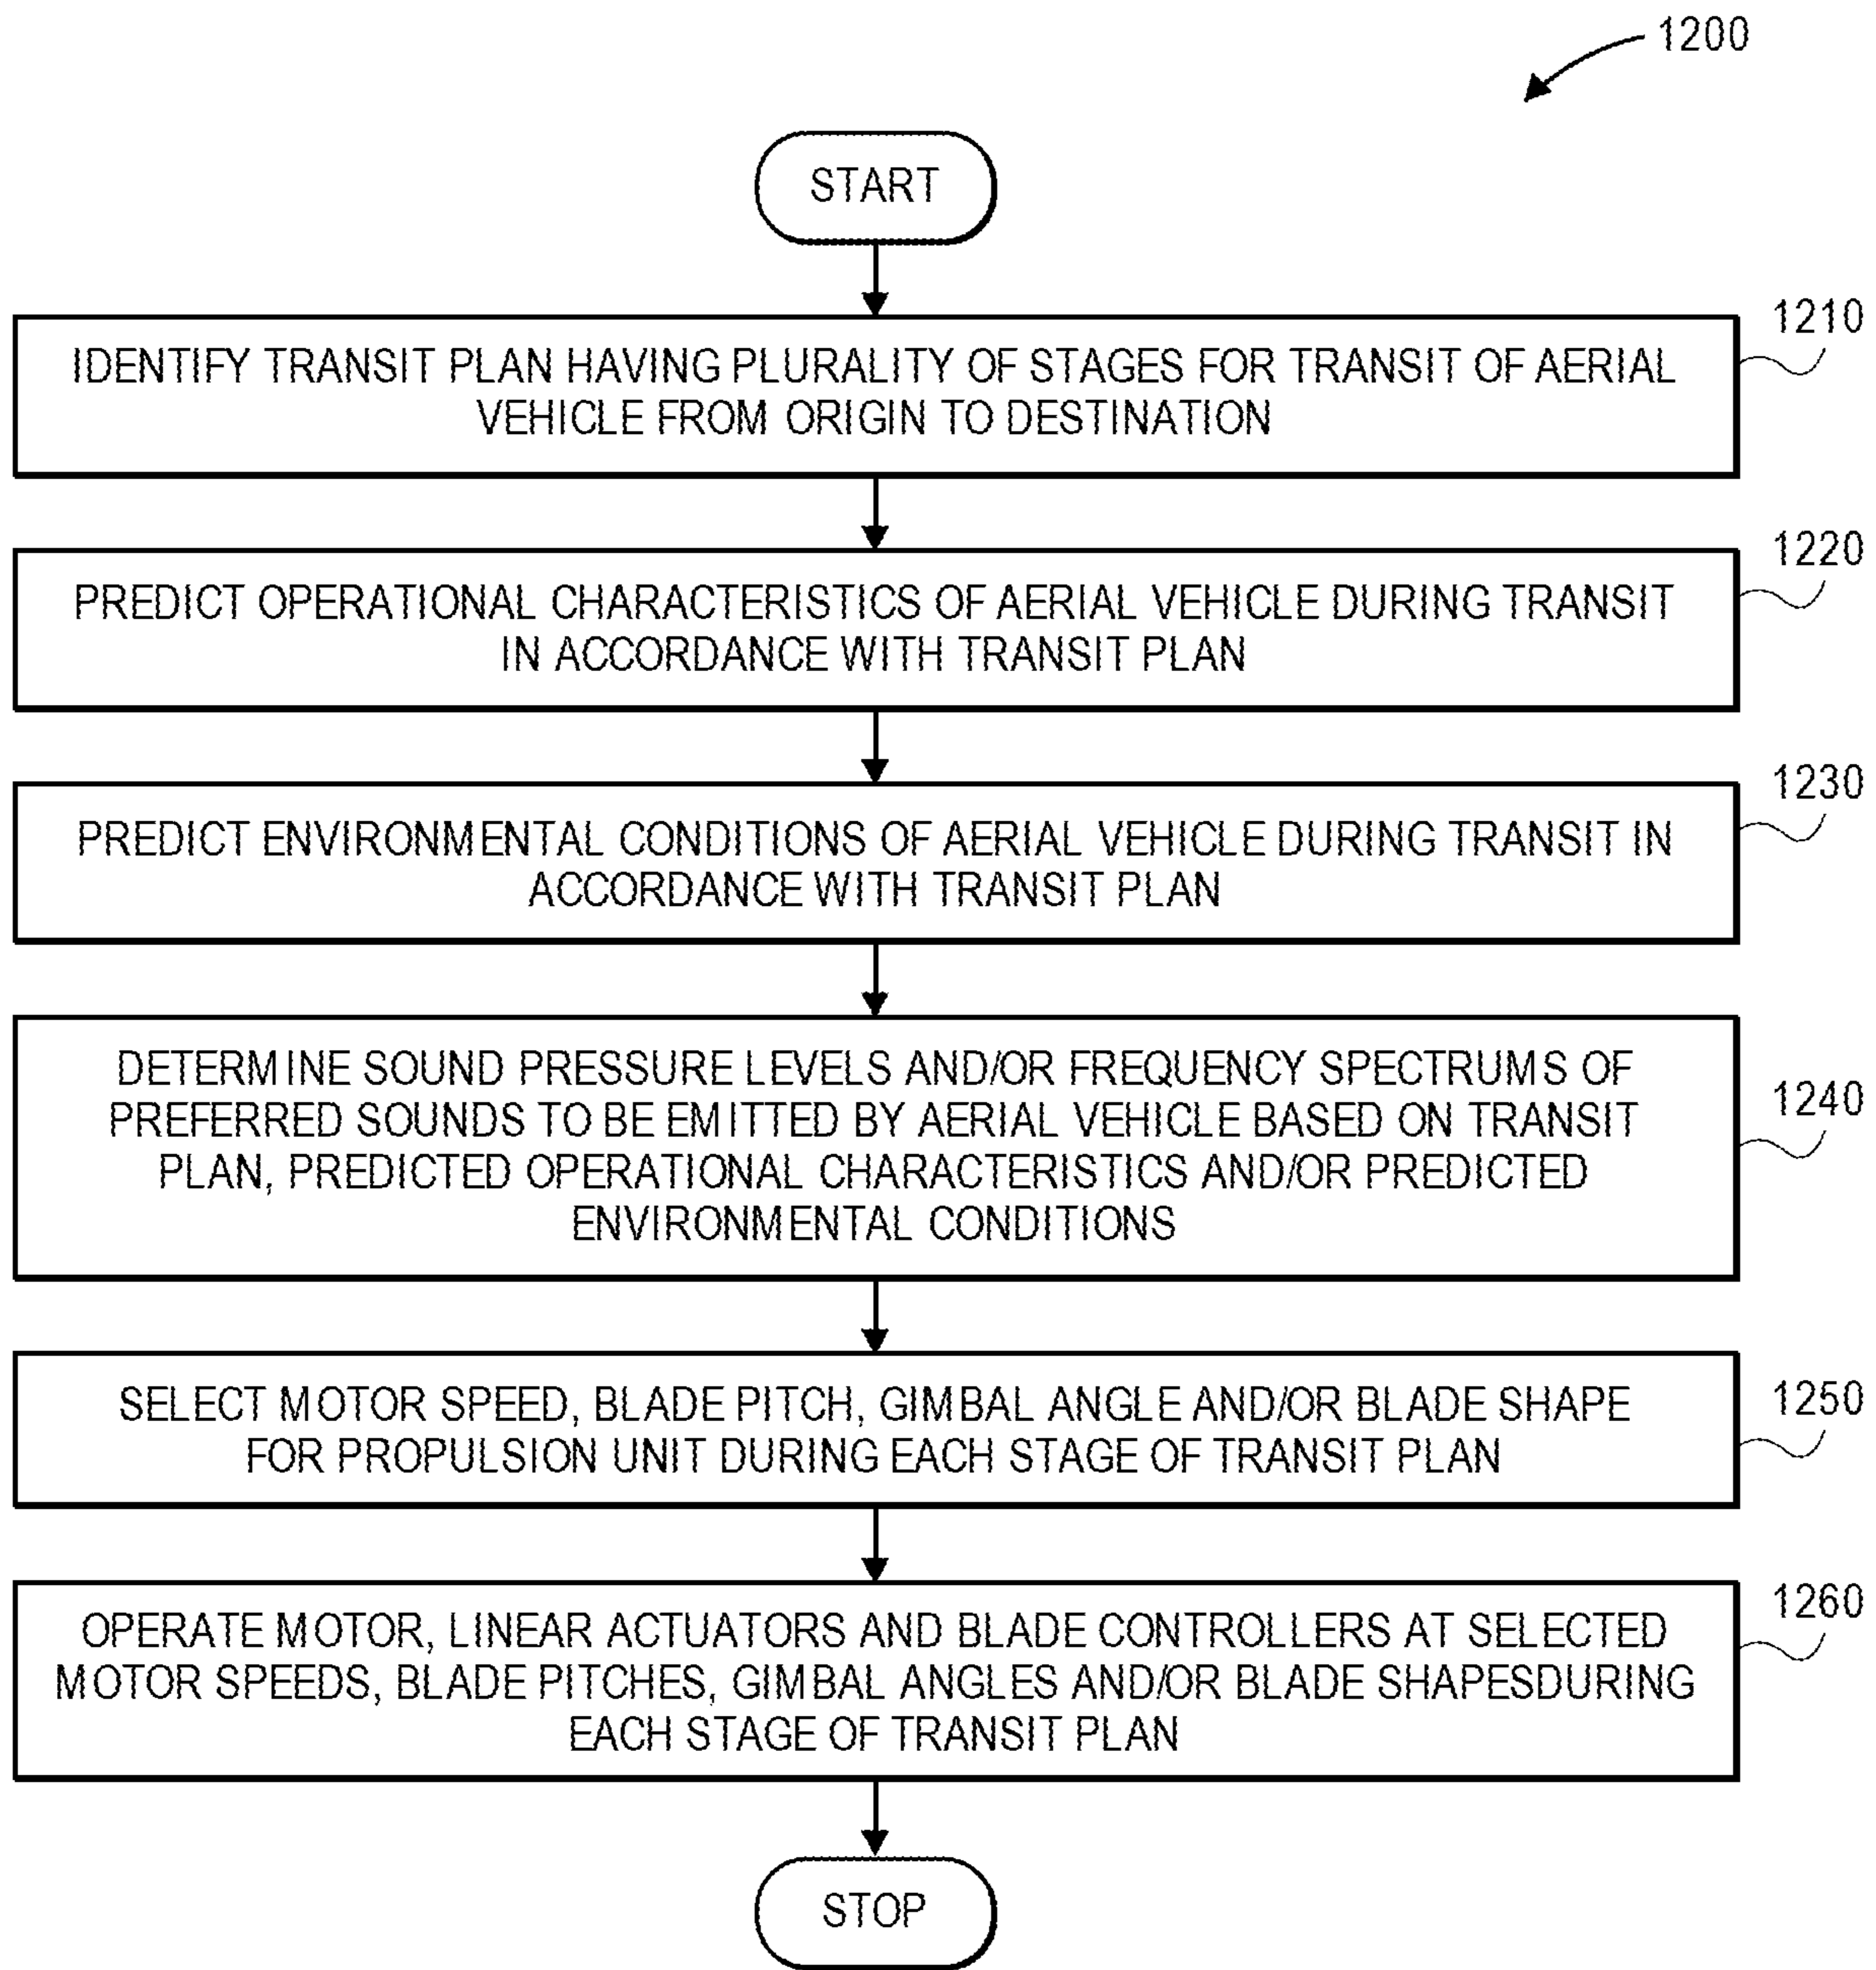 1200
START
1210
IDENTIFY TRANSIT PLAN HAVING PLURALITY OF STAGES FOR TRANSIT OF AERIAL
VEHICLE FROM ORIGIN TO DESTINATION
1220
PREDICT OPERATIONAL CHARACTERISTICS OF AERIAL VEHICLE DURING TRANSIT
IN ACCORDANCE WITH TRANSIT PLAN
1230
PREDICT ENVIRONMENTAL CONDITIONS OF AERIAL VEHICLE DURING TRANSIT IN
ACCORDANCE WITH TRANSIT PLAN
DETERMINE SOUND PRESSURE LEVELS AND/OR FREQUENCY SPECTRUMS OF
1240
PREFERRED SOUNDS TO BE EMITTED BY AERIAL VEHICLE BASED ON TRANSIT
PLAN, PREDICTED OPERATIONAL CHARACTERISTICS AND/OR PREDICTED
ENVIRONMENTAL CONDITIONS
1250
SELECT MOTOR SPEED, BLADE PITCH, GIMBAL ANGLE AND/OR BLADE SHAPE
FOR PROPULSION UNIT DURING EACH STAGE OF TRANSIT PLAN
1260
OPERATE MOTOR, LINEAR ACTUATORS AND BLADE CONTROLLERS AT SELECTED
MOTOR SPEEDS, BLADE PITCHES, GIMBAL ANGLES AND/OR BLADE SHAPESDURING
EACH STAGE OF TRANSIT PLAN
STOP